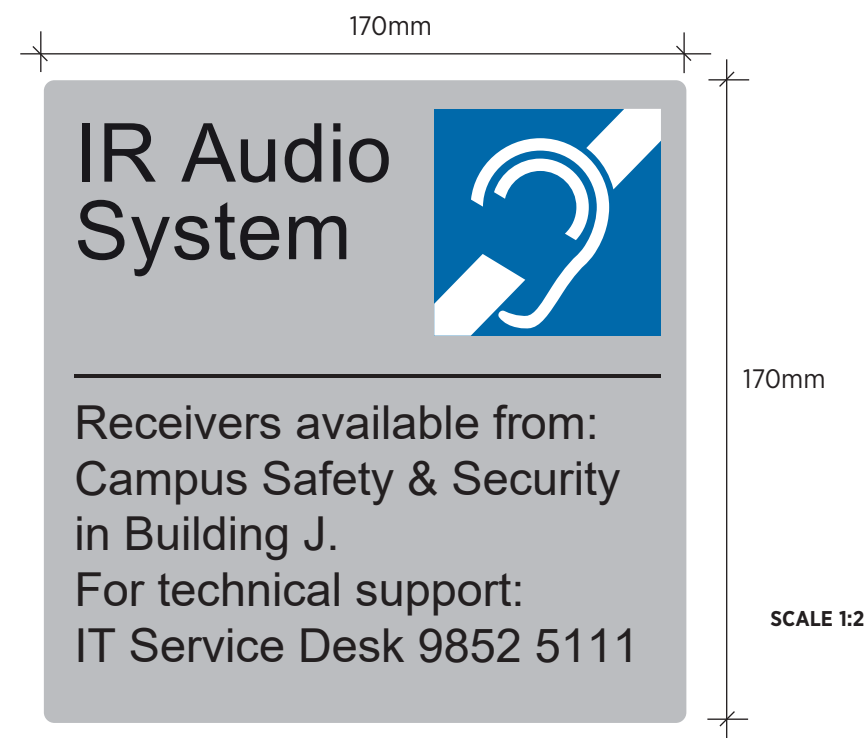 170mm
IR Audio
System
170mm
Receivers available from:
Campus Safety & Security
in Building J.
For technical support:
IT Service Desk 9852 5111
SCALE 1:2